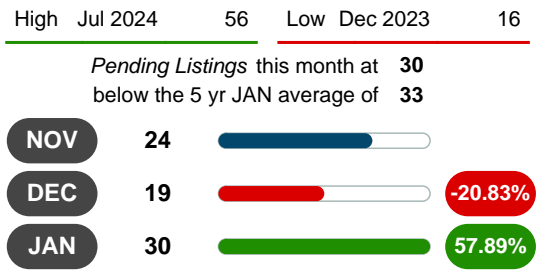 High Jul 2024 56 Low Dec 2023 16
Pending Listings this month at 30
below the 5 yr JAN average of 33
NOV 24
DEC 19 -20.83%
JAN 30 57.89%